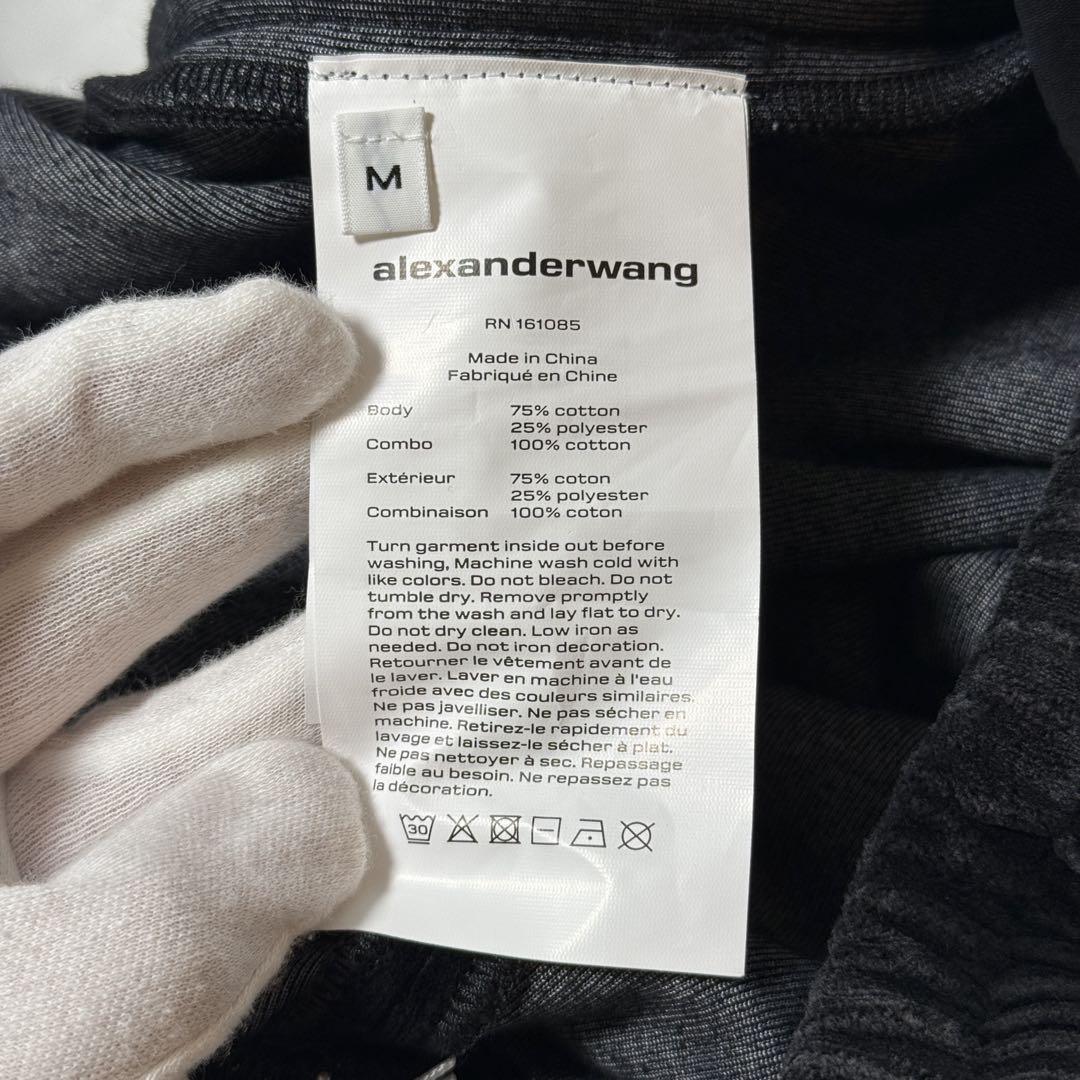 M
alexanderwang
RN 161085
Made in China
Fabriqué en Chine
Body 75% cotton
25% polyester
Combo 100% cotton
Extérieur 75% coton
25% polyester
Combinaison 100% coton
Turn garment inside out before
washing, Machine wash cold with
like colors. Do not bleach. Do not
tumble dry. Remove promptly
from the wash and lay flat to dry.
Do not dry clean. Low iron as
needed. Do not iron decoration.
Retourner le vêtement avant de
le laver. Laver en machine à l'eau
froide avec des couleurs similaires.
Ne pas javelliser. Ne pas sécher en
machine. Retirez-le rapidement du
lavage et laissez-le sécher à plat.
Ne pas nettoyer à sec. Repassage
faible au besoin. Ne repassez pas
la décoration.
30